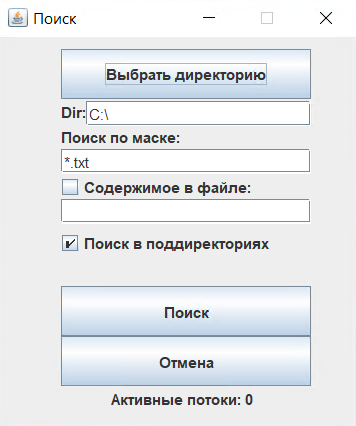 Поиск
Выбрать директорию
Dir: C:\
Поиск по маске:
*.txt
Содержимое в файле:
Поиск в поддиректориях
Поиск
Отмена
Активные потоки: 0